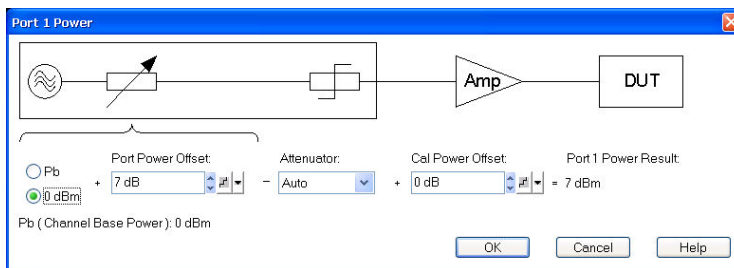 Port 1 Power
Amp
DUT
Port Power Offset:
Attenuator:
Cal Power Offset:
Port 1 Power Result:
Pb
0 dBm
+
7 dB
−
Auto
+
0 dB
= 7 dBm
Pb ( Channel Base Power ): 0 dBm
OK
Cancel
Help